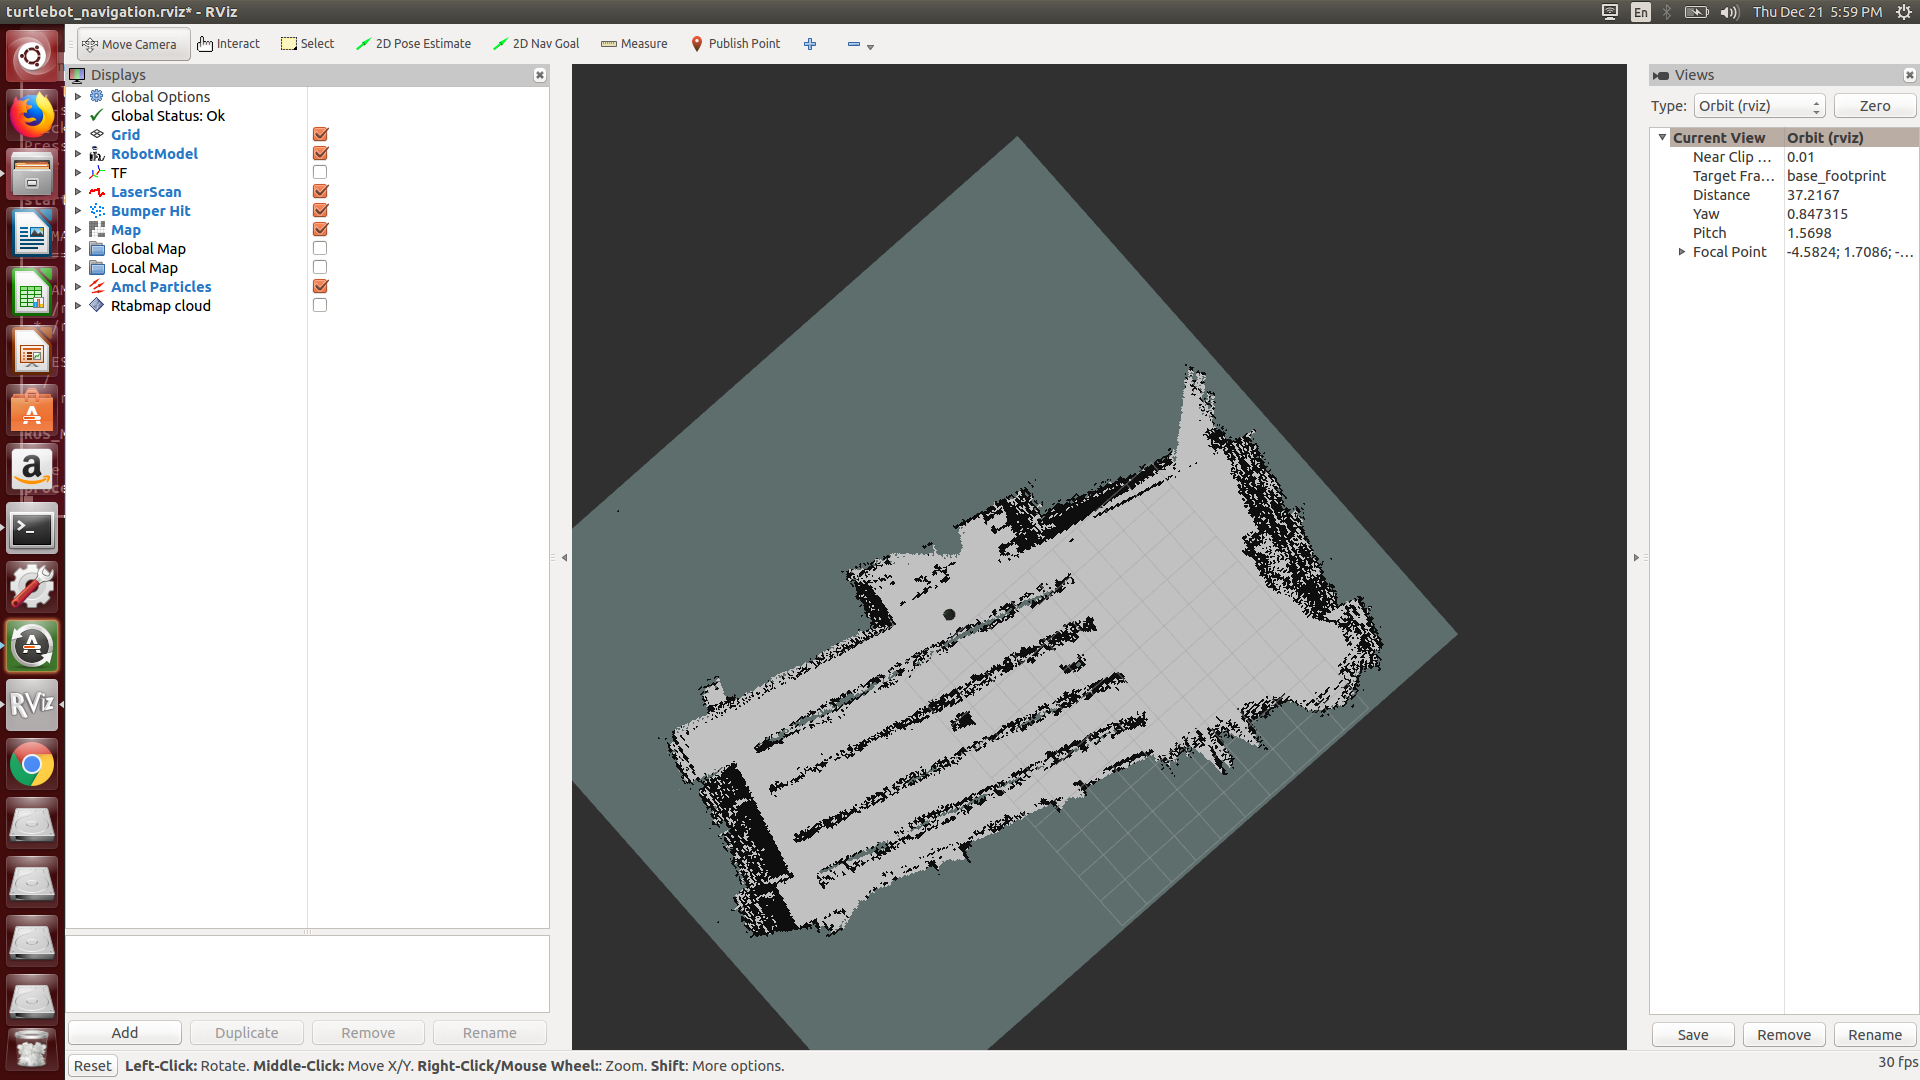 turtlebot_navigation.rviz* - RViz
En
Thu Dec 21 5:59 PM
Move Camera
Interact
Select
2D Pose Estimate
2D Nav Goal
Measure
Publish Point
Displays
Global Options
Global Status: Ok
Grid
RobotModel
TF
LaserScan
Bumper Hit
Map
Global Map
Local Map
Amcl Particles
Rtabmap cloud
Add
Duplicate
Remove
Rename
Reset
Left-Click: Rotate. Middle-Click: Move X/Y. Right-Click/Mouse Wheel:: Zoom. Shift: More options.
30 fps
Views
Type: Orbit (rviz)
Zero
Current View Orbit (rviz)
Near Clip ... 0.01
Target Fra... base_footprint
Distance 37.2167
Yaw 0.847315
Pitch 1.5698
Focal Point -4.5824; 1.7086; -...
Save
Remove
Rename
RViz